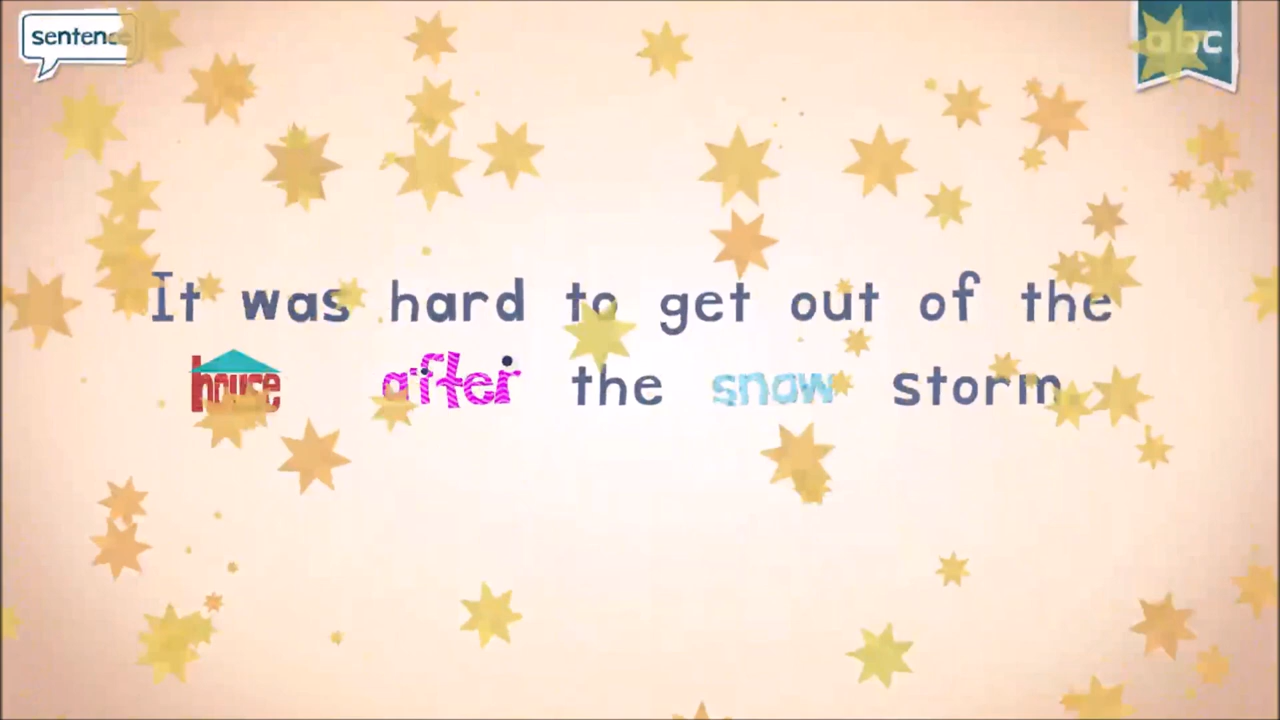 sentence
abc
It was hard to get out of the
house after the snow storm